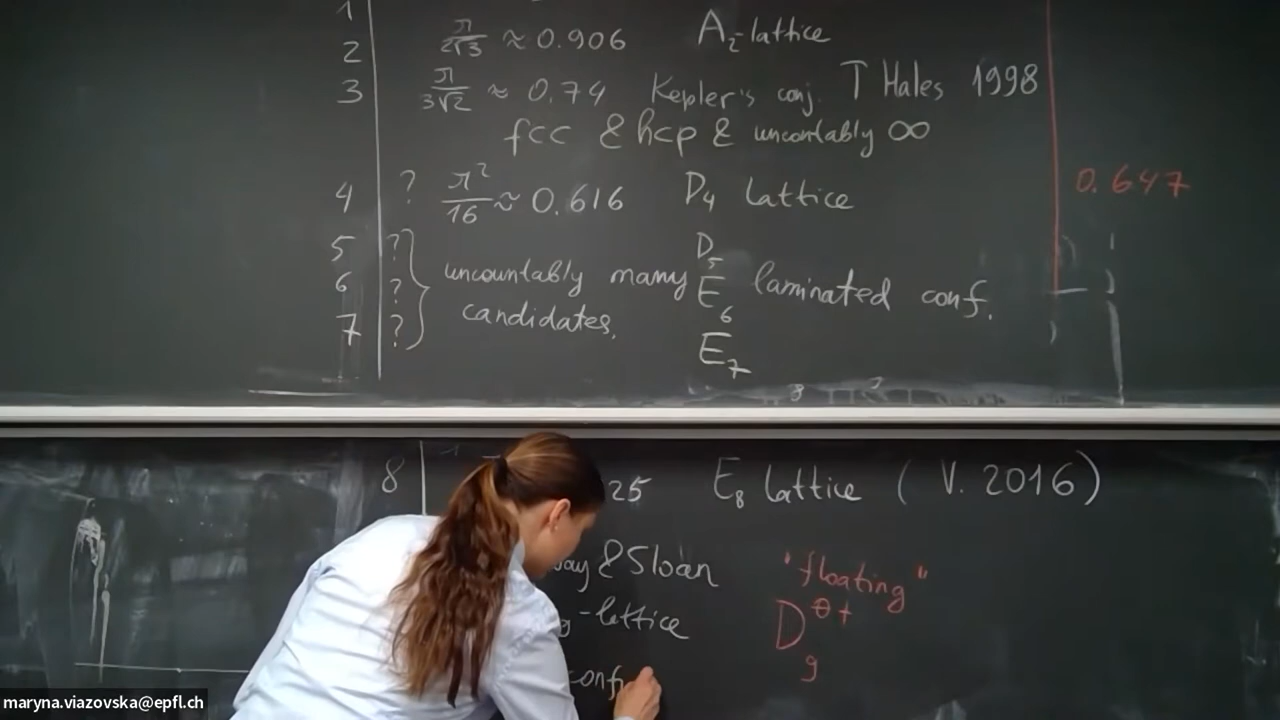 1
2 π/2√3 ≈ 0.906 A₂-lattice
3 π/3√2 ≈ 0.74 Kepler's conj. T Hales 1998
fcc & hcp & uncontably ∞
4 ? π²/16 ≈ 0.616 D₄ lattice 0.647
5 ? D₅
6 ? uncountably many E₆ laminated conf.
candidates.
7 ? E₇
8 25 E₈ lattice ( V. 2016)
& Sloan "floating"
-lattice D₉^θ+
conf
maryna.viazovska@epfl.ch